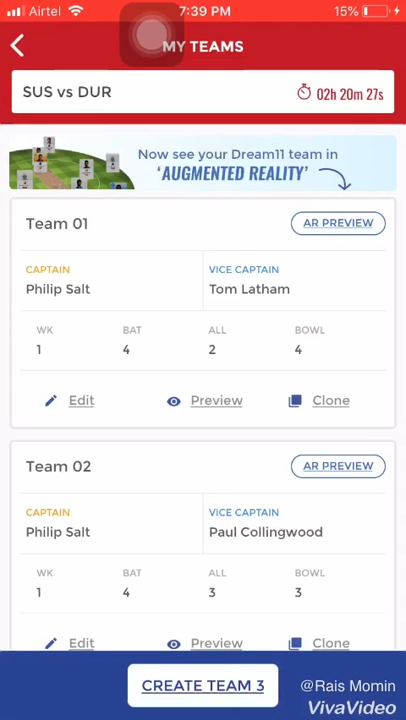 Airtel 7:39 PM 15%
MY TEAMS
SUS vs DUR 02h 20m 27s
Now see your Dream11 team in
‘AUGMENTED REALITY’
Team 01 AR PREVIEW
CAPTAIN VICE CAPTAIN
Philip Salt Tom Latham
WK BAT ALL BOWL
1 4 2 4
Edit Preview Clone
Team 02 AR PREVIEW
CAPTAIN VICE CAPTAIN
Philip Salt Paul Collingwood
WK BAT ALL BOWL
1 4 3 3
Edit Preview Clone
CREATE TEAM 3
@Rais Momin
VivaVideo